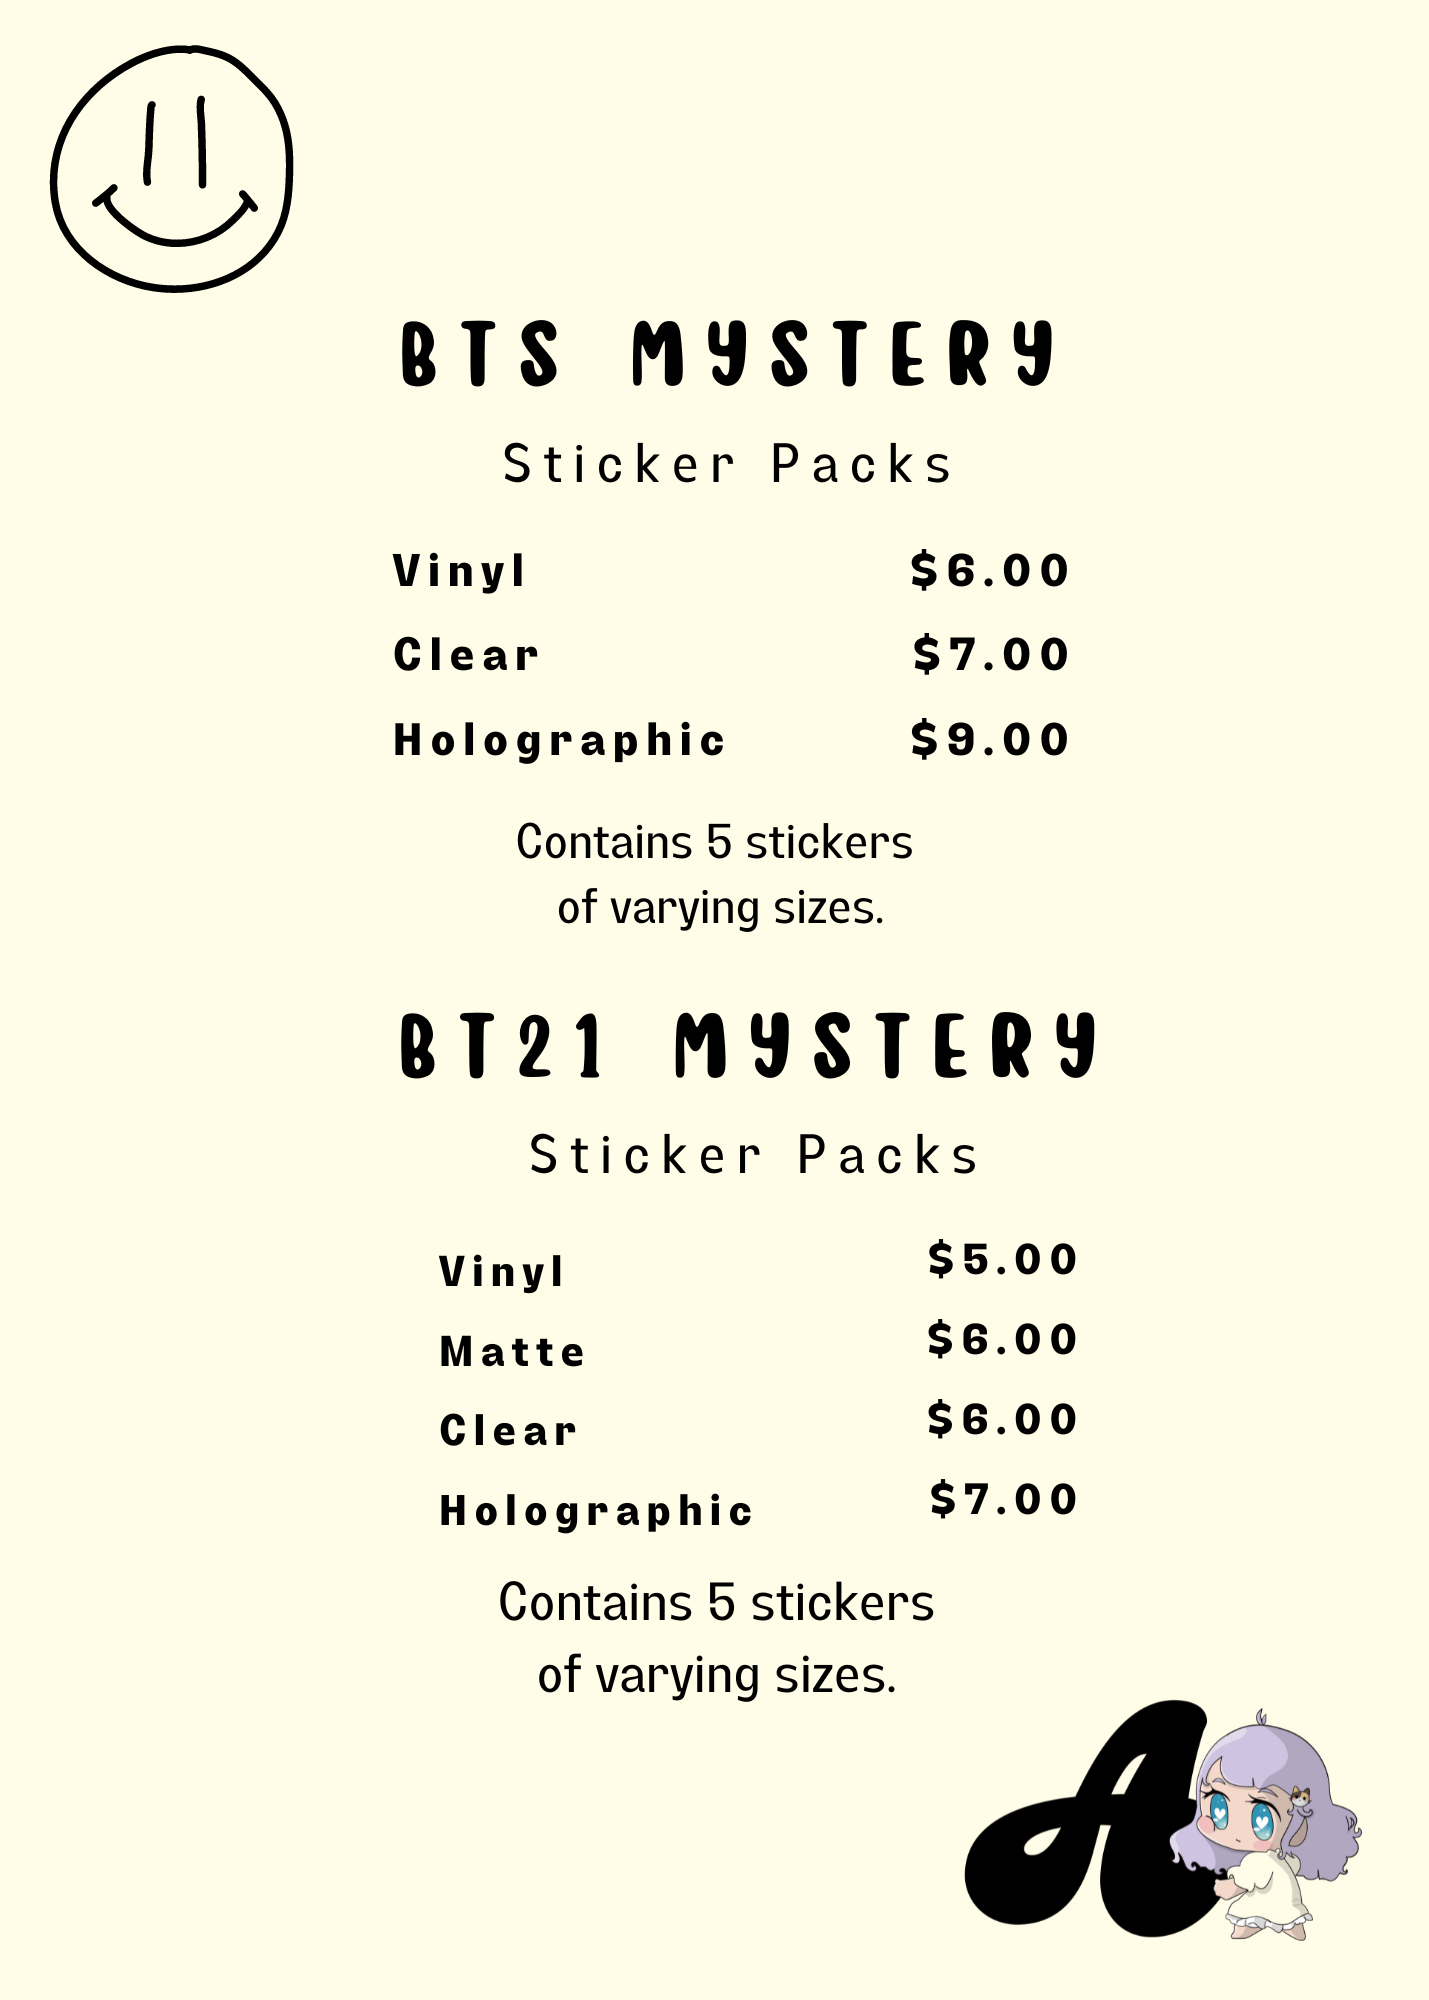 BTS MYSTERY
Sticker Packs
Vinyl $6.00
Clear $7.00
Holographic $9.00
Contains 5 stickers
of varying sizes.
BT21 MYSTERY
Sticker Packs
Vinyl $5.00
Matte $6.00
Clear $6.00
Holographic $7.00
Contains 5 stickers
of varying sizes.
A